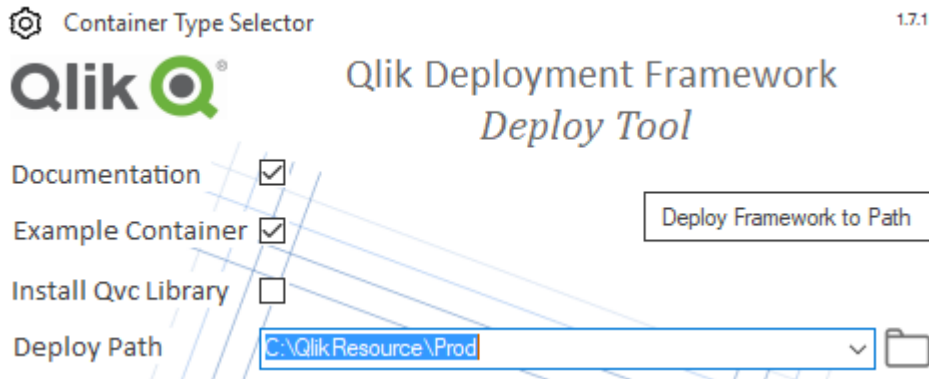 Container Type Selector 1.7.1
Qlik Q® Qlik Deployment Framework
Deploy Tool
Documentation
Deploy Framework to Path
Example Container
Install Qvc Library
Deploy Path C:\QlikResource\Prod